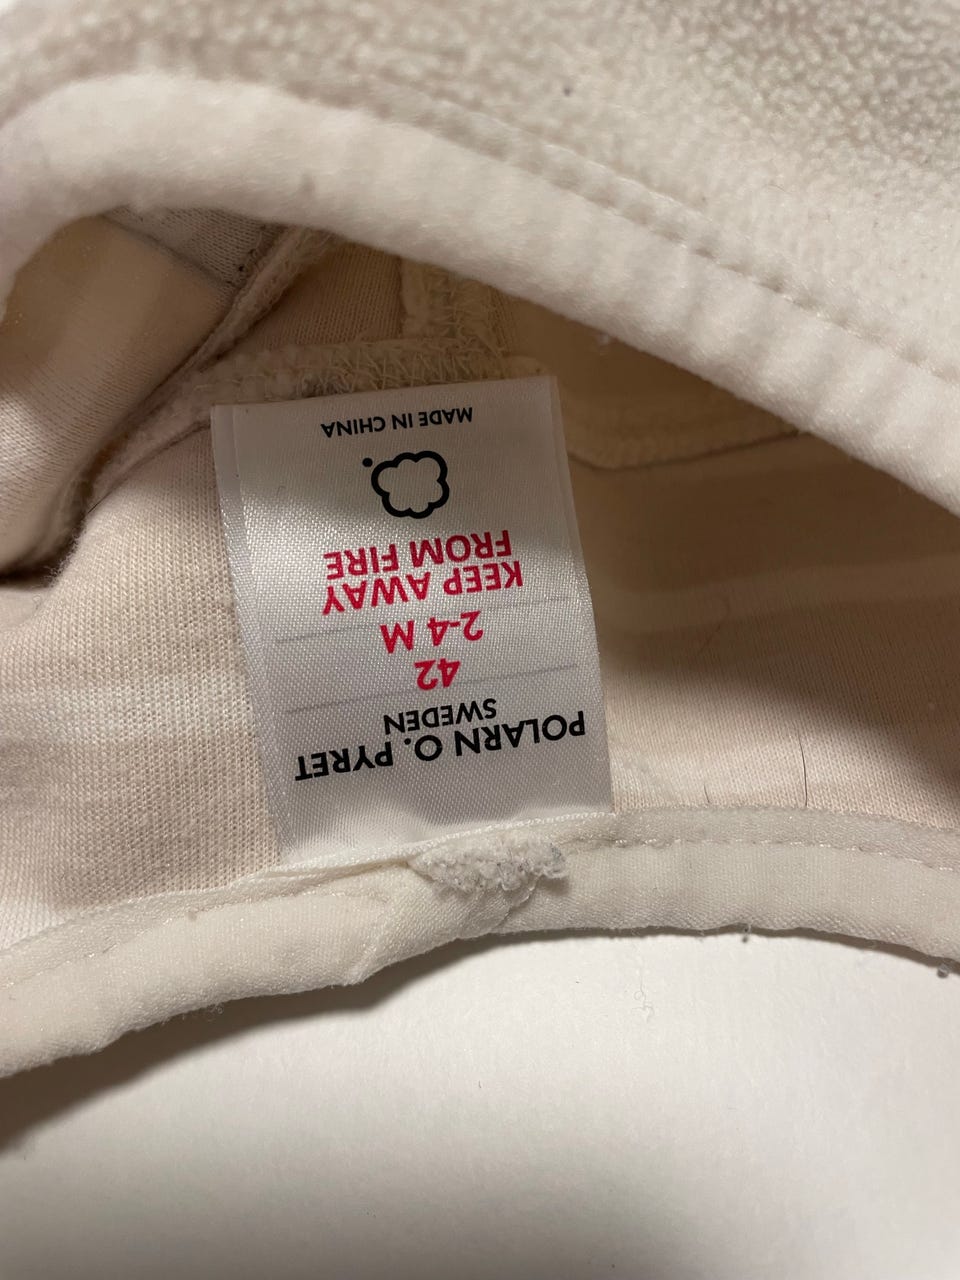 POLARN O. PYRET
SWEDEN
42
2-4 M
KEEP AWAY
FROM FIRE
MADE IN CHINA